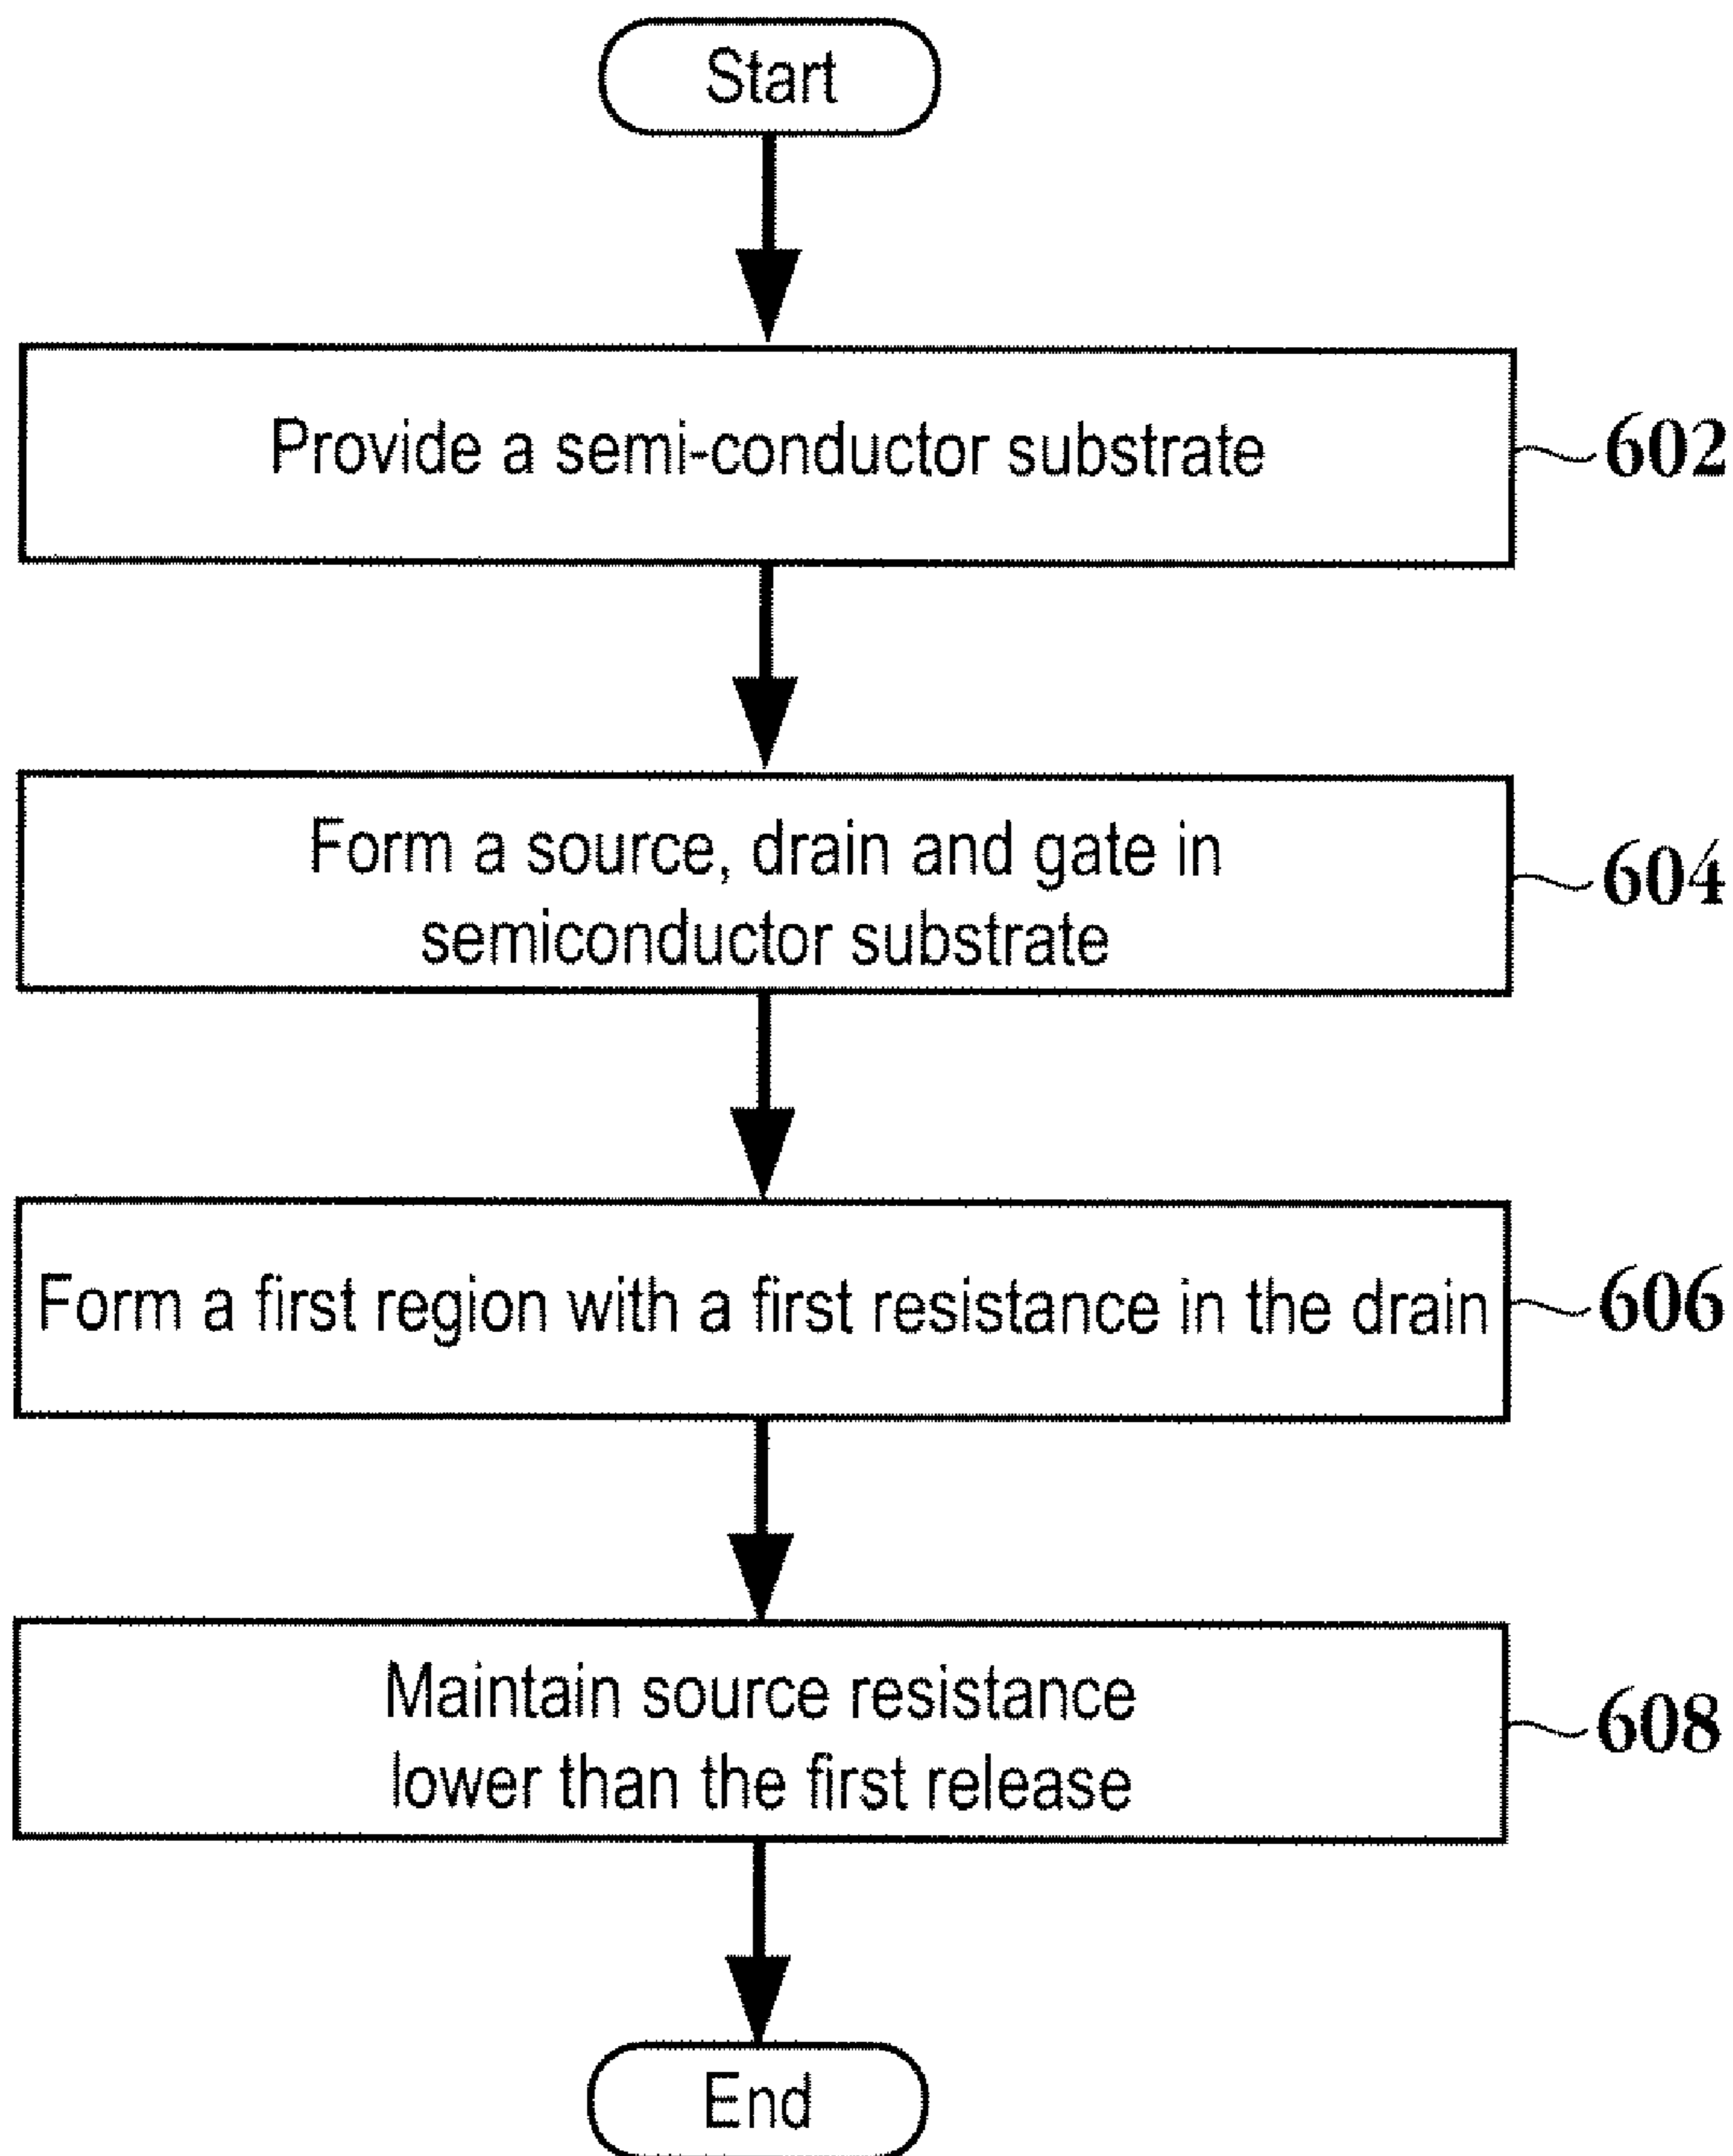 Start
Provide a semi-conductor substrate
602
Form a source, drain and gate in
semiconductor substrate
604
Form a first region with a first resistance in the drain
606
Maintain source resistance
lower than the first release
608
End